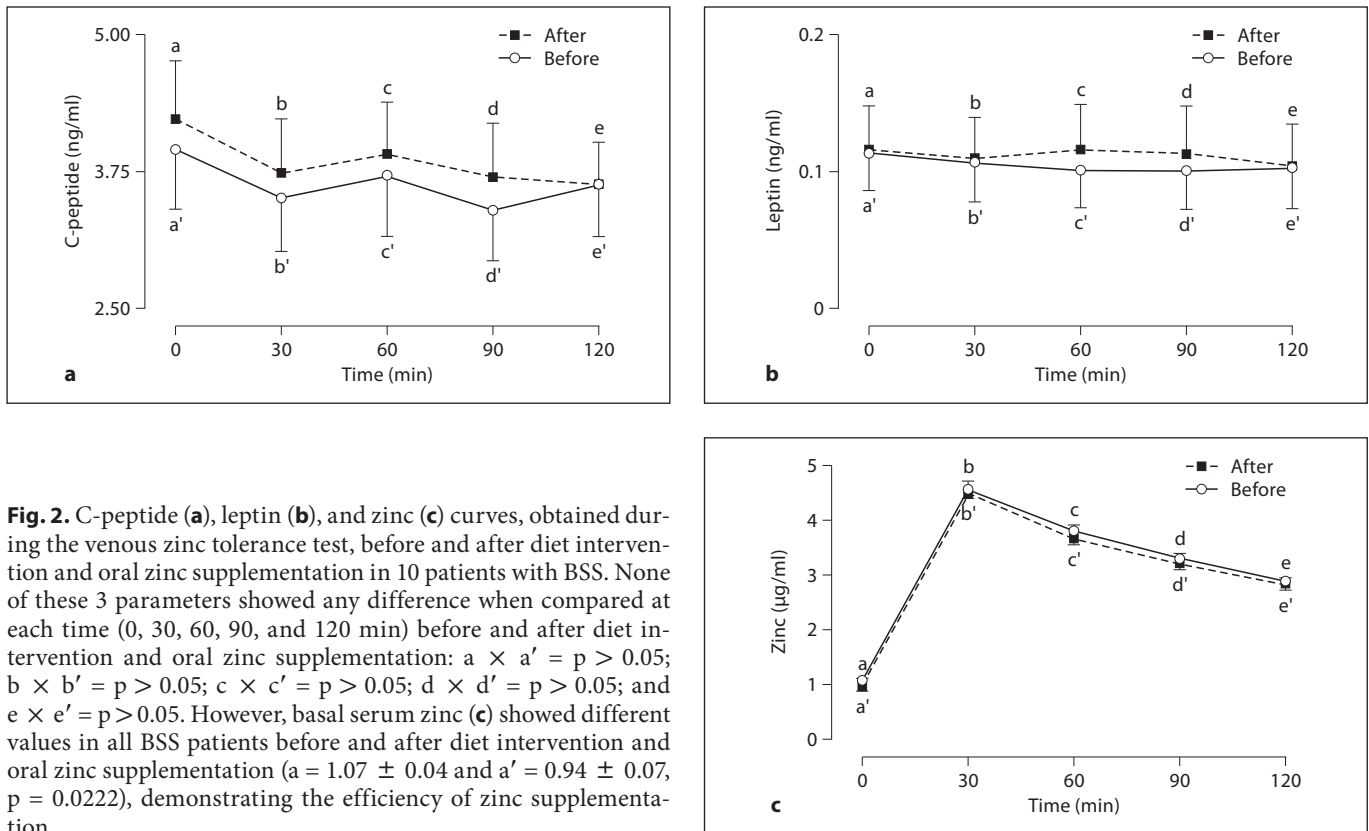 5.00
3.75
2.50
C-peptide (ng/ml)
After
Before
a
b
c
d
e
a'
b'
c'
d'
e'
0 30 60 90 120
Time (min)
a
0.2
0.1
0
Leptin (ng/ml)
After
Before
a
b
c
d
e
a'
b'
c'
d'
e'
0 30 60 90 120
Time (min)
b
Fig. 2. C-peptide (a), leptin (b), and zinc (c) curves, obtained dur-
ing the venous zinc tolerance test, before and after diet interven-
tion and oral zinc supplementation in 10 patients with BSS. None
of these 3 parameters showed any difference when compared at
each time (0, 30, 60, 90, and 120 min) before and after diet in-
tervention and oral zinc supplementation: a × a′ = p > 0.05;
b × b′ = p > 0.05; c × c′ = p > 0.05; d × d′ = p > 0.05; and
e × e′ = p > 0.05. However, basal serum zinc (c) showed different
values in all BSS patients before and after diet intervention and
oral zinc supplementation (a = 1.07 ± 0.04 and a′ = 0.94 ± 0.07,
p = 0.0222), demonstrating the efficiency of zinc supplementa-
tion.
5
4
3
2
1
0
Zinc (µg/ml)
After
Before
a
b
c
d
e
a'
b'
c'
d'
e'
0 30 60 90 120
Time (min)
c